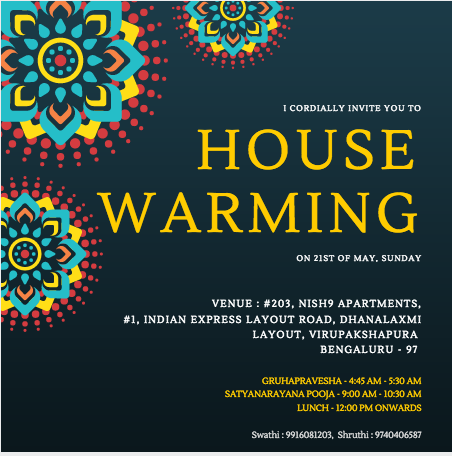 I CORDIALLY INVITE YOU TO
HOUSE
WARMING
ON 21ST OF MAY, SUNDAY
VENUE : #203, NISH9 APARTMENTS,
#1, INDIAN EXPRESS LAYOUT ROAD, DHANALAXMI
LAYOUT, VIRUPAKSHAPURA
BENGALURU - 97
GRUHAPRAVESHA - 4:45 AM - 5:30 AM
SATYANARAYANA POOJA - 9:00 AM - 10:30 AM
LUNCH - 12:00 PM ONWARDS
Swathi : 9916081203, Shruthi : 9740406587